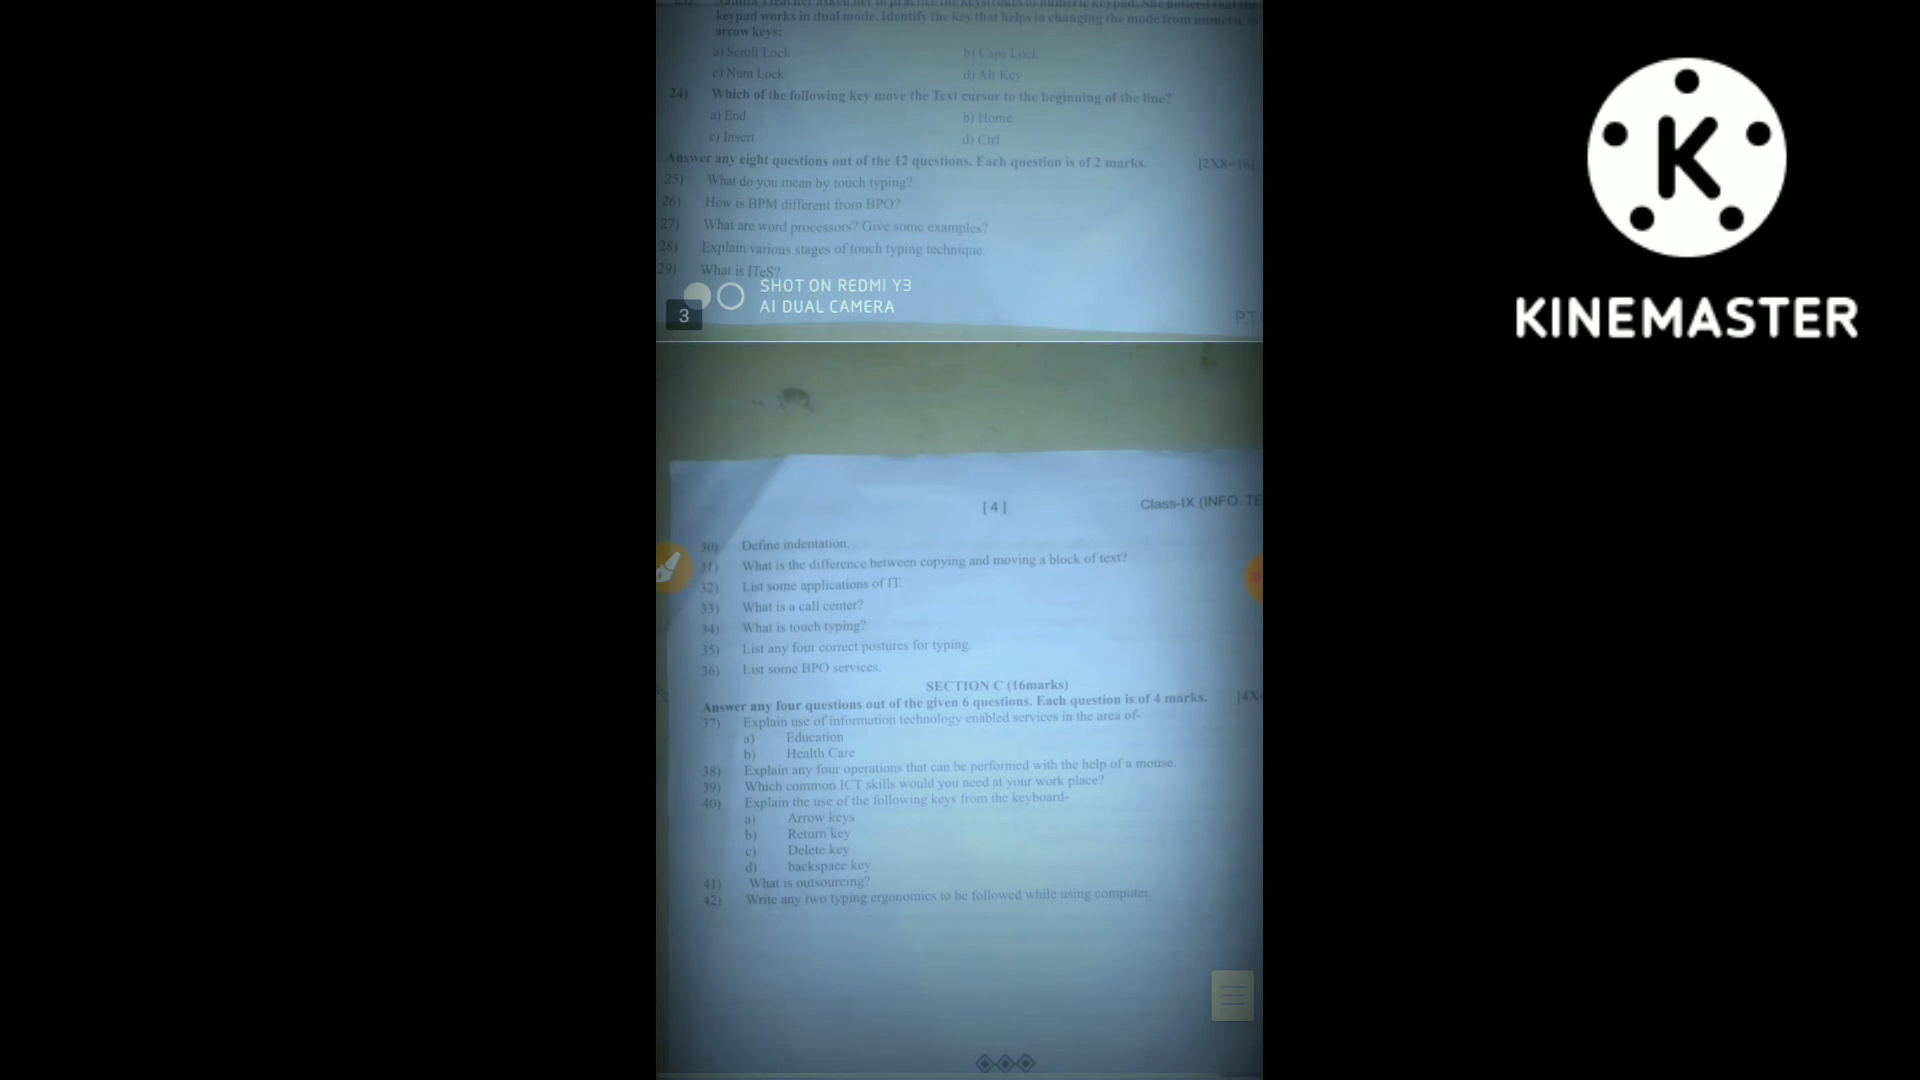 keypad works in dual mode. Identify the key that helps in changing the mode from numeric to
arrow keys:
a) Scroll Lock b) Caps Lock
c) Num Lock d) Alt Key
24) Which of the following key move the Text cursor to the beginning of the line?
a) End b) Home
c) Insert d) Ctrl
Answer any eight questions out of the 12 questions. Each question is of 2 marks. [2X8=16]
25) What do you mean by touch typing?
26) How is BPM different from BPO?
27) What are word processors? Give some examples?
28) Explain various stages of touch typing technique.
29) What is ITeS?
SHOT ON REDMI Y3
AI DUAL CAMERA
3
P.T
[ 4 ] Class-IX (INFO. TE
30) Define indentation.
31) What is the difference between copying and moving a block of text?
32) List some applications of IT.
33) What is a call center?
34) What is touch typing?
35) List any four correct postures for typing.
36) List some BPO services.
SECTION C (16marks)
Answer any four questions out of the given 6 questions. Each question is of 4 marks. [4X
37) Explain use of information technology enabled services in the area of-
a) Education
b) Health Care
38) Explain any four operations that can be performed with the help of a mouse.
39) Which common ICT skills would you need at your work place?
40) Explain the use of the following keys from the keyboard-
a) Arrow keys
b) Return key
c) Delete key
d) backspace key
41) What is outsourcing?
42) Write any two typing ergonomics to be followed while using computer.
K
KINEMASTER